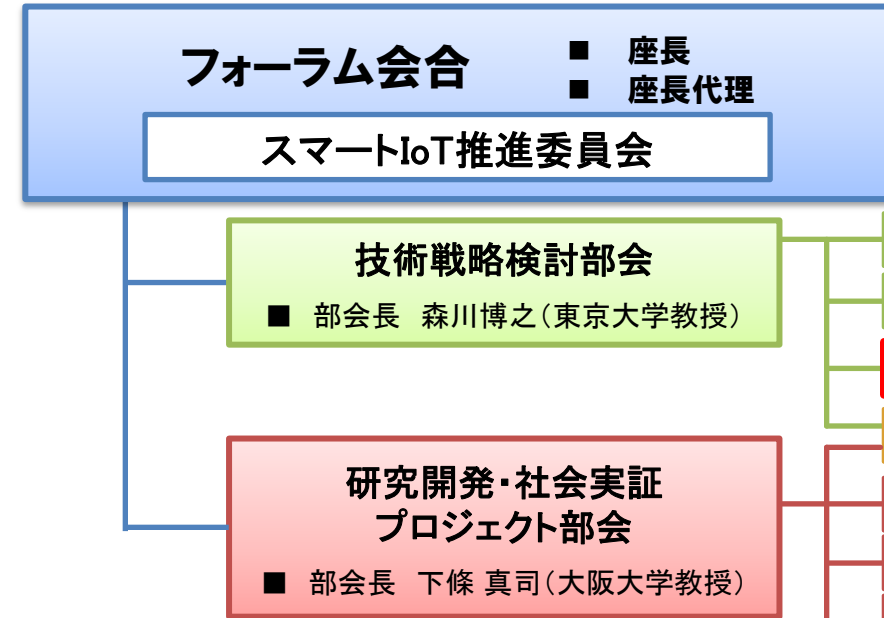 フォーラム会合
■ 座長
■ 座長代理
スマートIoT推進委員会
技術戦略検討部会
■ 部会長 森川博之(東京大学教授)
研究開発・社会実証
プロジェクト部会
■ 部会長 下條 真司(大阪大学教授)